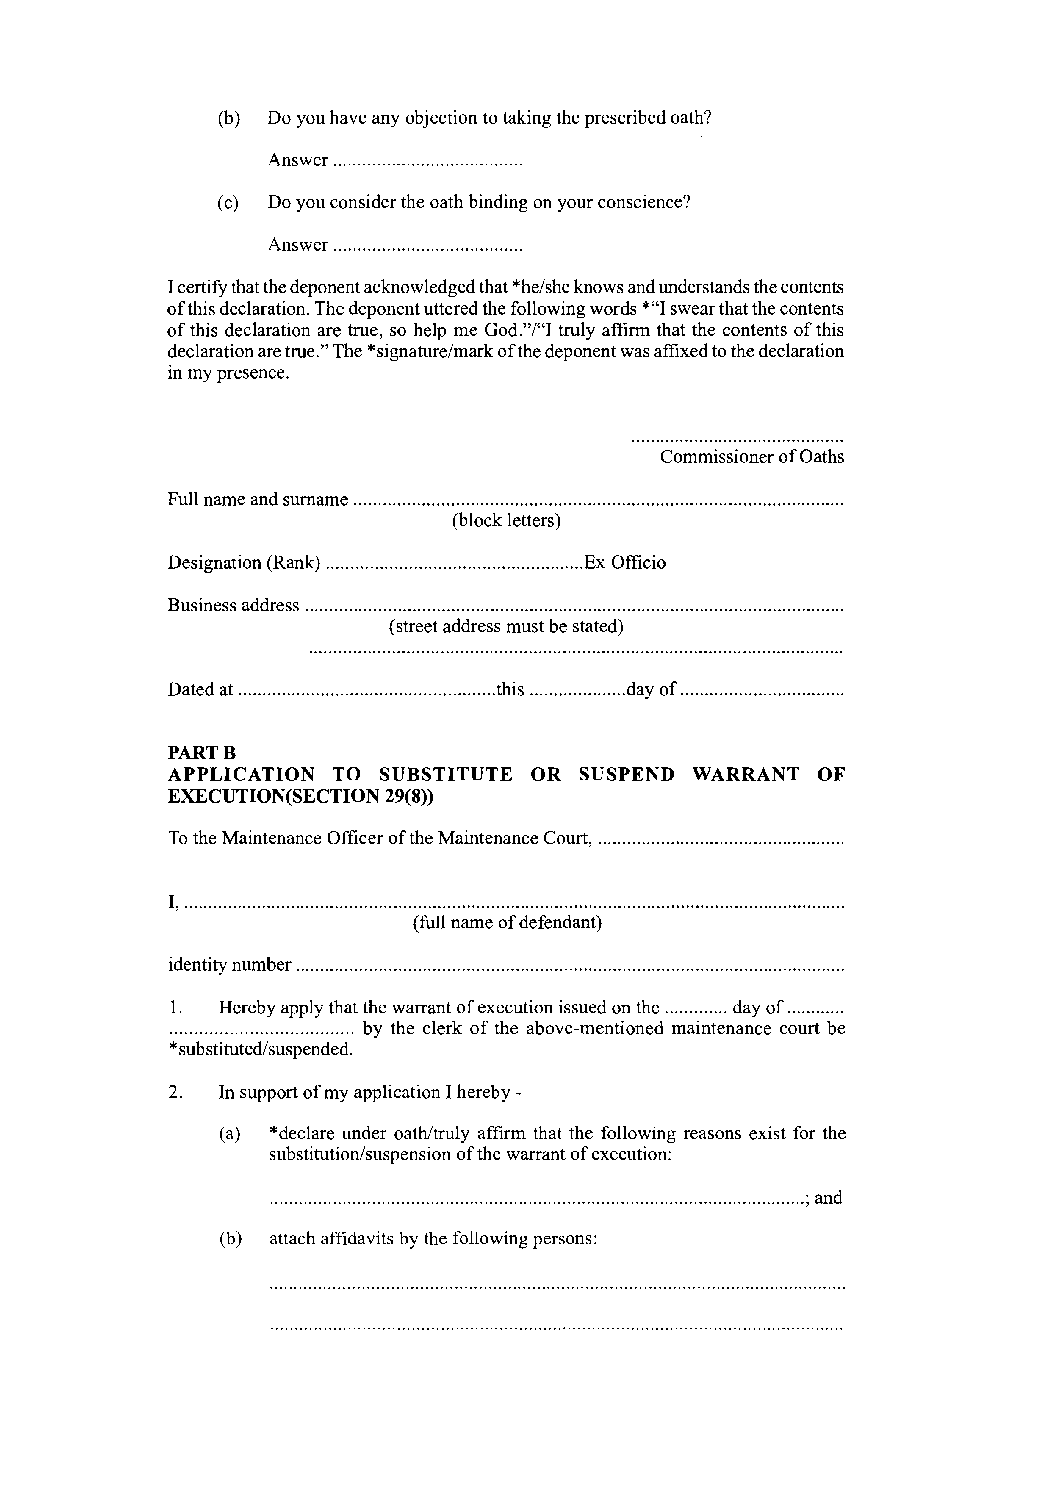 (b) Do you have any objection to taking the prescribed oath?
Answer .......................................
(c) Do you consider the oath binding on your conscience?
Answer .......................................
I certify that the deponent acknowledged that *he/she knows and understands the contents
of this declaration. The deponent uttered the following words *“I swear that the contents
of this declaration are true, so help me God.”/“I truly affirm that the contents of this
declaration are true.” The *signature/mark of the deponent was affixed to the declaration
in my presence.
............................................
Commissioner of Oaths
Full name and surname .....................................................................................................
(block letters)
Designation (Rank) .....................................................Ex Officio
Business address ...............................................................................................................
(street address must be stated)
..............................................................................................................
Dated at .....................................................this ....................day of ..................................
PART B
APPLICATION TO SUBSTITUTE OR SUSPEND WARRANT OF
EXECUTION(SECTION 29(8))
To the Maintenance Officer of the Maintenance Court, ...................................................
I, ........................................................................................................................................
(full name of defendant)
identity number .................................................................................................................
1. Hereby apply that the warrant of execution issued on the ............. day of ............
...................................... by the clerk of the above-mentioned maintenance court be
*substituted/suspended.
2. In support of my application I hereby -
(a) *declare under oath/truly affirm that the following reasons exist for the
substitution/suspension of the warrant of execution:
..............................................................................................................; and
(b) attach affidavits by the following persons:
.......................................................................................................................
.......................................................................................................................